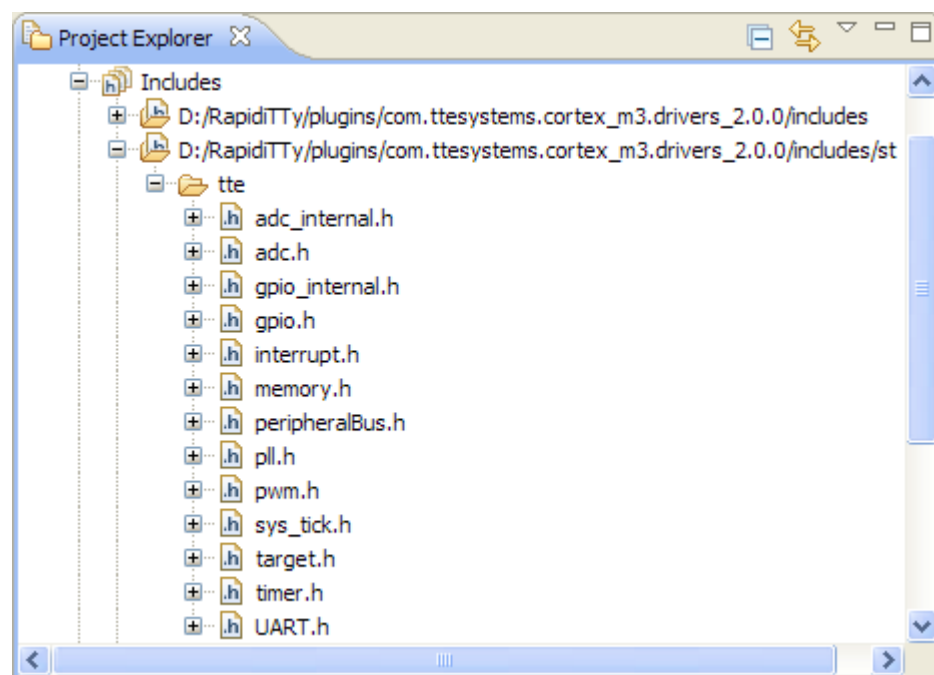 Project Explorer
Includes
D:/RapidiTTy/plugins/com.ttesystems.cortex_m3.drivers_2.0.0/includes
D:/RapidiTTy/plugins/com.ttesystems.cortex_m3.drivers_2.0.0/includes/st
tte
adc_internal.h
adc.h
gpio_internal.h
gpio.h
interrupt.h
memory.h
peripheralBus.h
pll.h
pwm.h
sys_tick.h
target.h
timer.h
UART.h